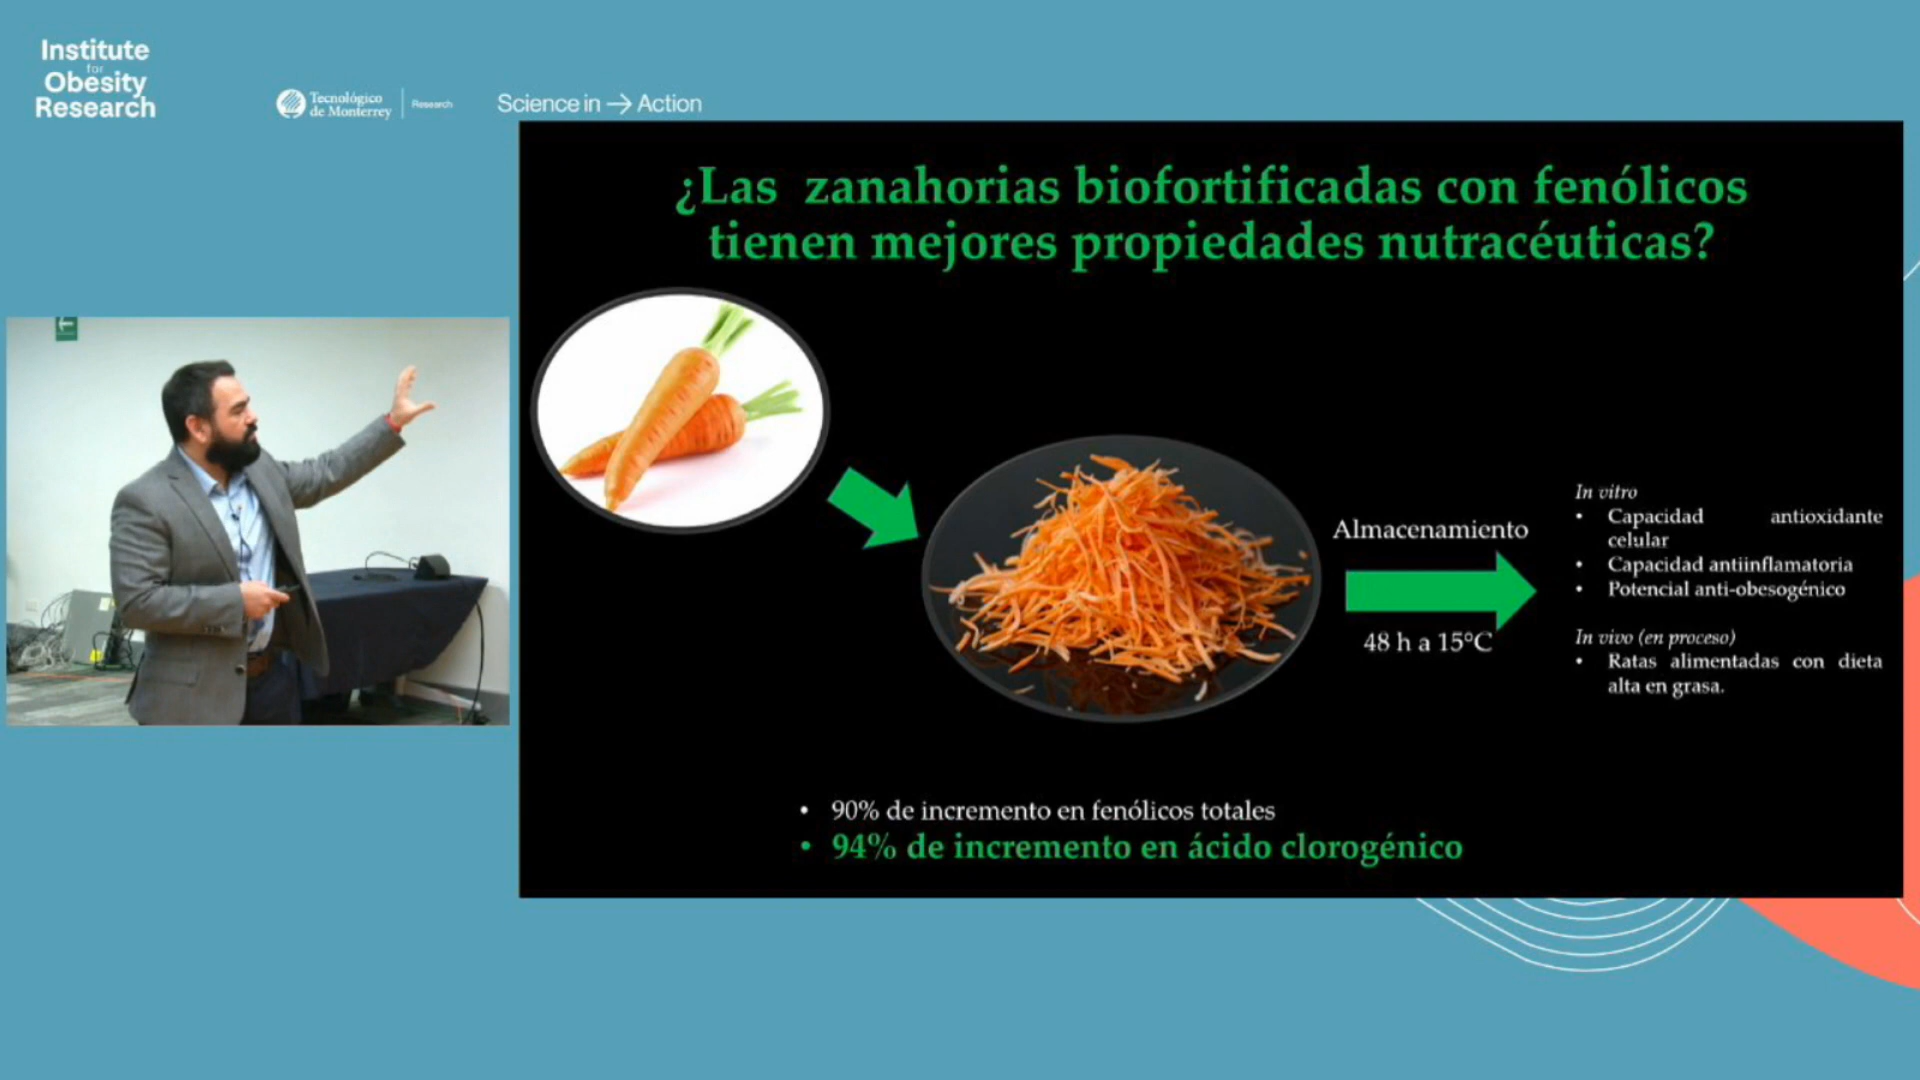 Institute
for
Obesity
Research
Tecnológico
de Monterrey
Research
Science in → Action
¿Las zanahorias biofortificadas con fenólicos
tienen mejores propiedades nutracéuticas?
Almacenamiento
48 h a 15°C
In vitro
• Capacidad antioxidante
celular
• Capacidad antiinflamatoria
• Potencial anti-obesogénico
In vivo (en proceso)
• Ratas alimentadas con dieta
alta en grasa.
• 90% de incremento en fenólicos totales
• 94% de incremento en ácido clorogénico